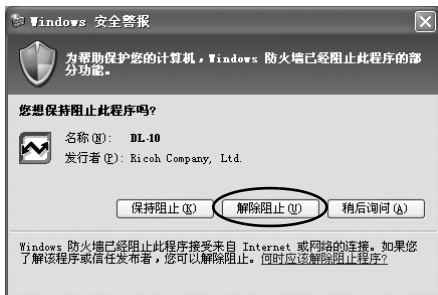 Windows 安全警报
为帮助保护您的计算机，Windows 防火墙已经阻止此程序的部
分功能。
您想保持阻止此程序吗?
名称(N): DL-10
发行者(P): Ricoh Company, Ltd.
保持阻止(K) 解除阻止(U) 稍后询问(A)
Windows 防火墙已经阻止此程序接受来自 Internet 或网络的连接。如果您
了解该程序或信任发布者，您可以解除阻止。何时应该解除阻止程序?